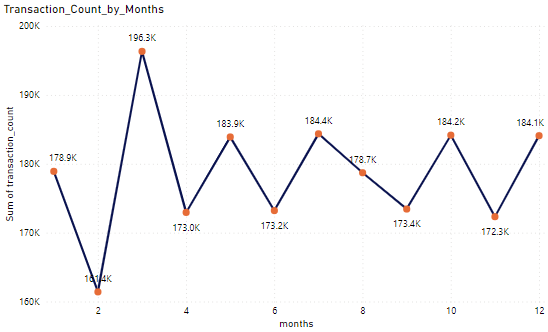 Transaction_Count_by_Months
200K
190K
180K
170K
160K
Sum of transaction_count
178.9K
161.4K
196.3K
173.0K
183.9K
173.2K
184.4K
178.7K
173.4K
184.2K
172.3K
184.1K
2
4
6
8
10
12
months